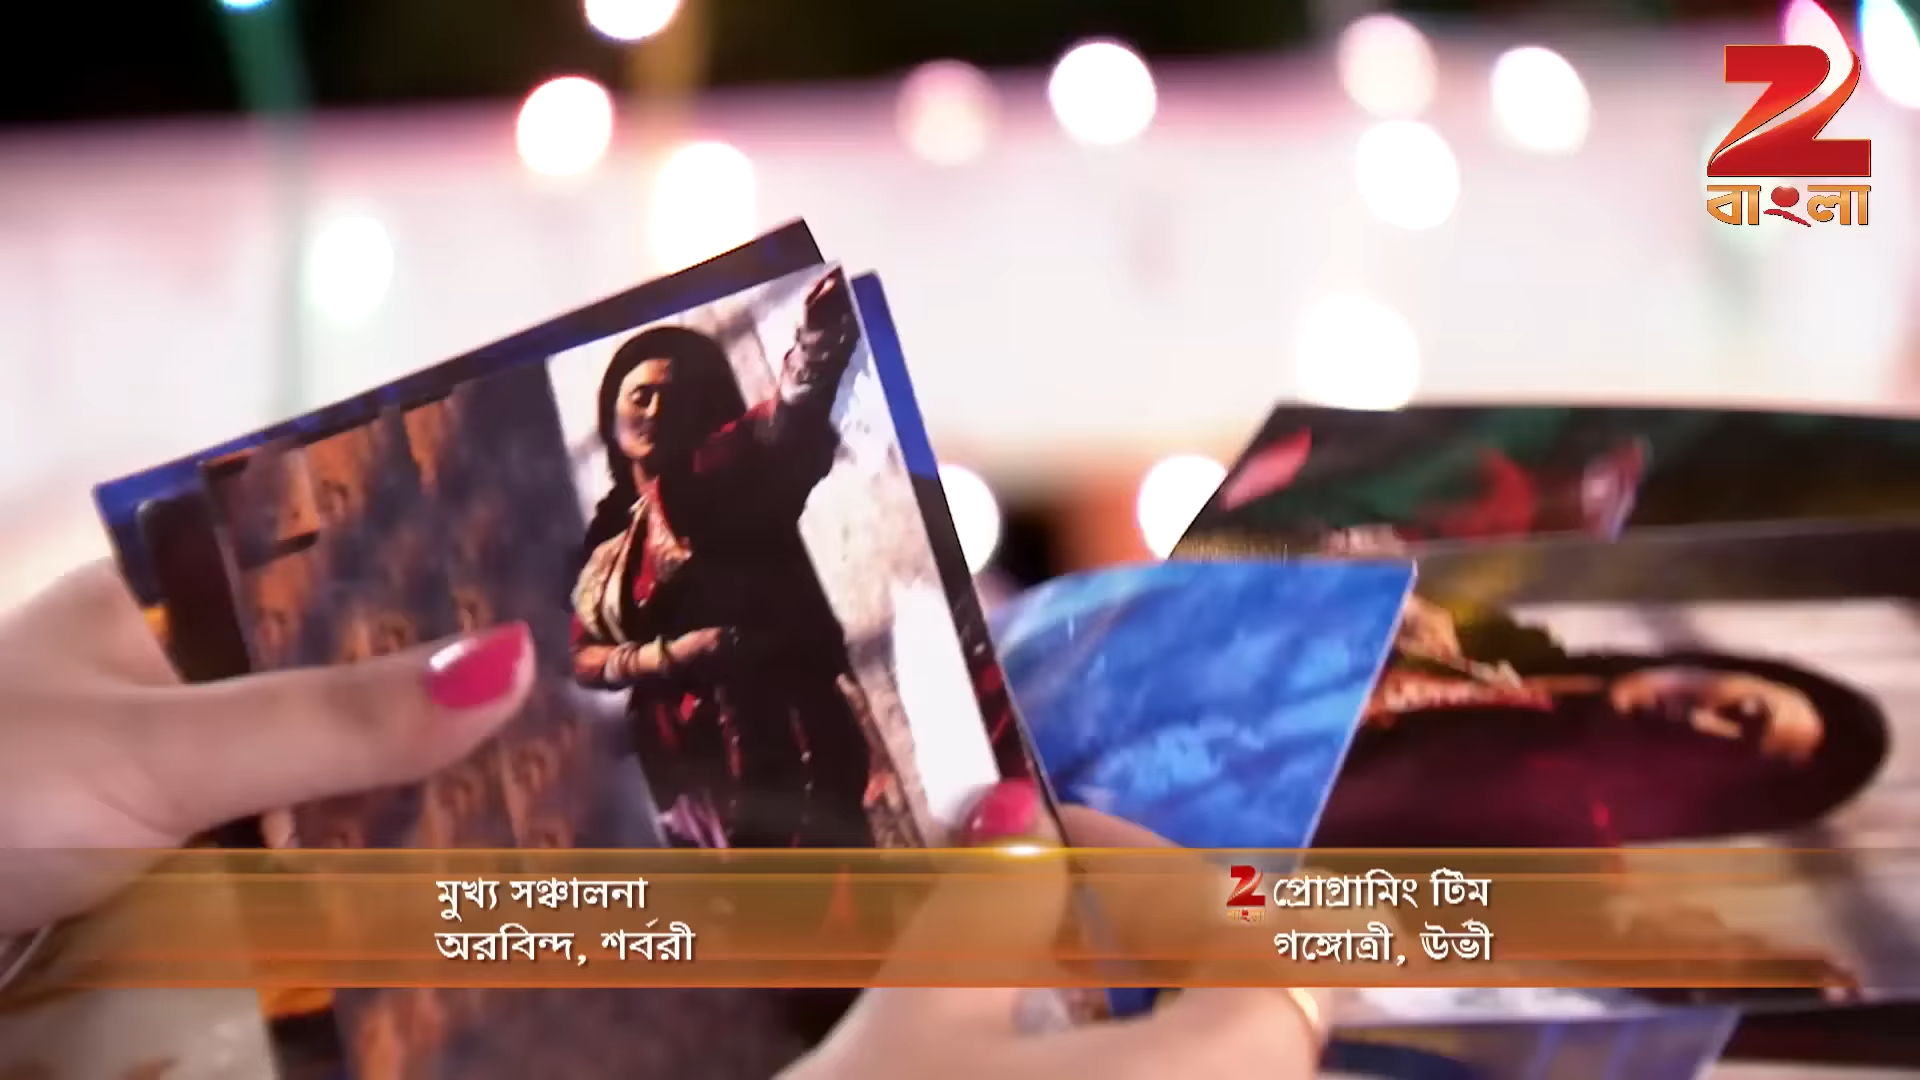 বাংলা
মুখ্য সঞ্চালনা
অরবিন্দ, শর্বরী
প্রোগ্রামিং টিম
গঙ্গোত্রী, উর্ভী